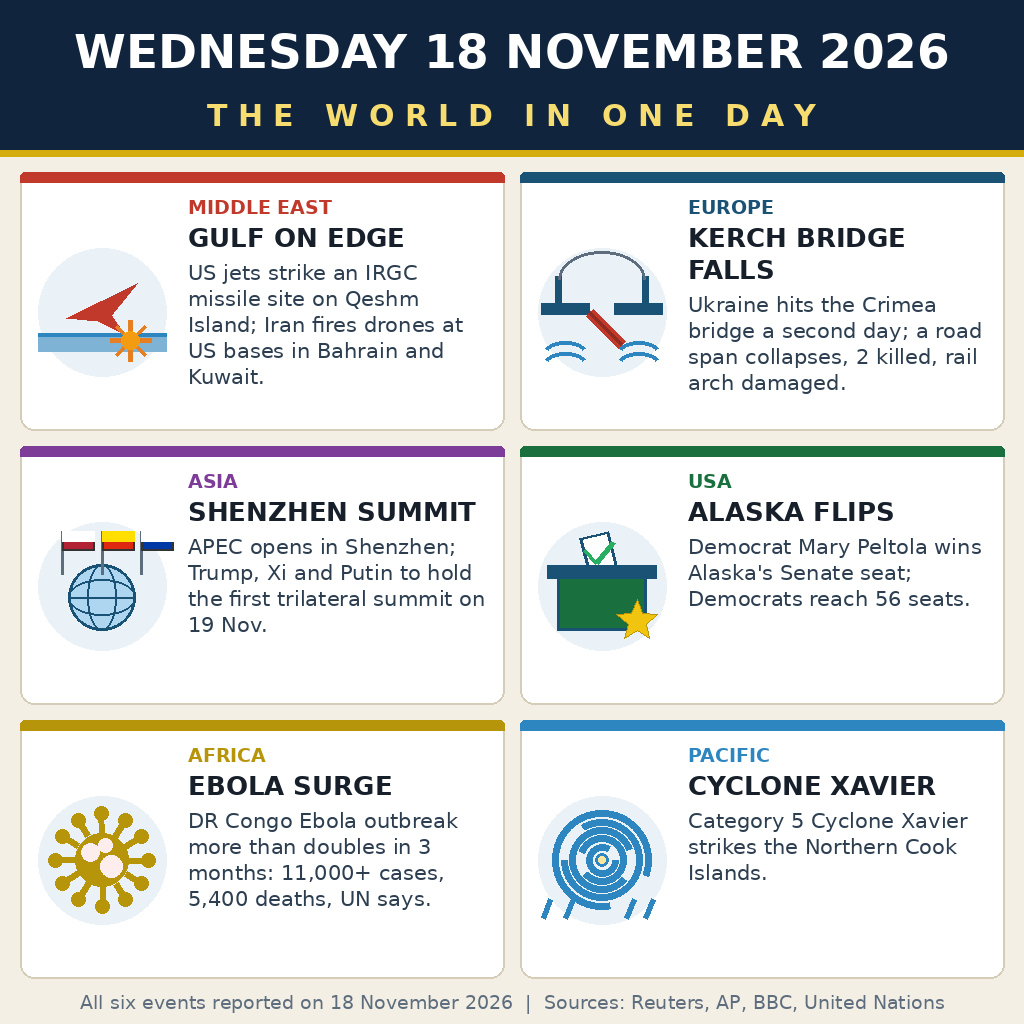 WEDNESDAY 18 NOVEMBER 2026
THE WORLD IN ONE DAY
MIDDLE EAST
GULF ON EDGE
US jets strike an IRGC
missile site on Qeshm
Island; Iran fires drones at
US bases in Bahrain and
Kuwait.
EUROPE
KERCH BRIDGE
FALLS
Ukraine hits the Crimea
bridge a second day; a road
span collapses, 2 killed, rail
arch damaged.
ASIA
SHENZHEN SUMMIT
APEC opens in Shenzhen;
Trump, Xi and Putin to hold
the first trilateral summit on
19 Nov.
USA
ALASKA FLIPS
Democrat Mary Peltola wins
Alaska's Senate seat;
Democrats reach 56 seats.
AFRICA
EBOLA SURGE
DR Congo Ebola outbreak
more than doubles in 3
months: 11,000+ cases,
5,400 deaths, UN says.
PACIFIC
CYCLONE XAVIER
Category 5 Cyclone Xavier
strikes the Northern Cook
Islands.
All six events reported on 18 November 2026 | Sources: Reuters, AP, BBC, United Nations